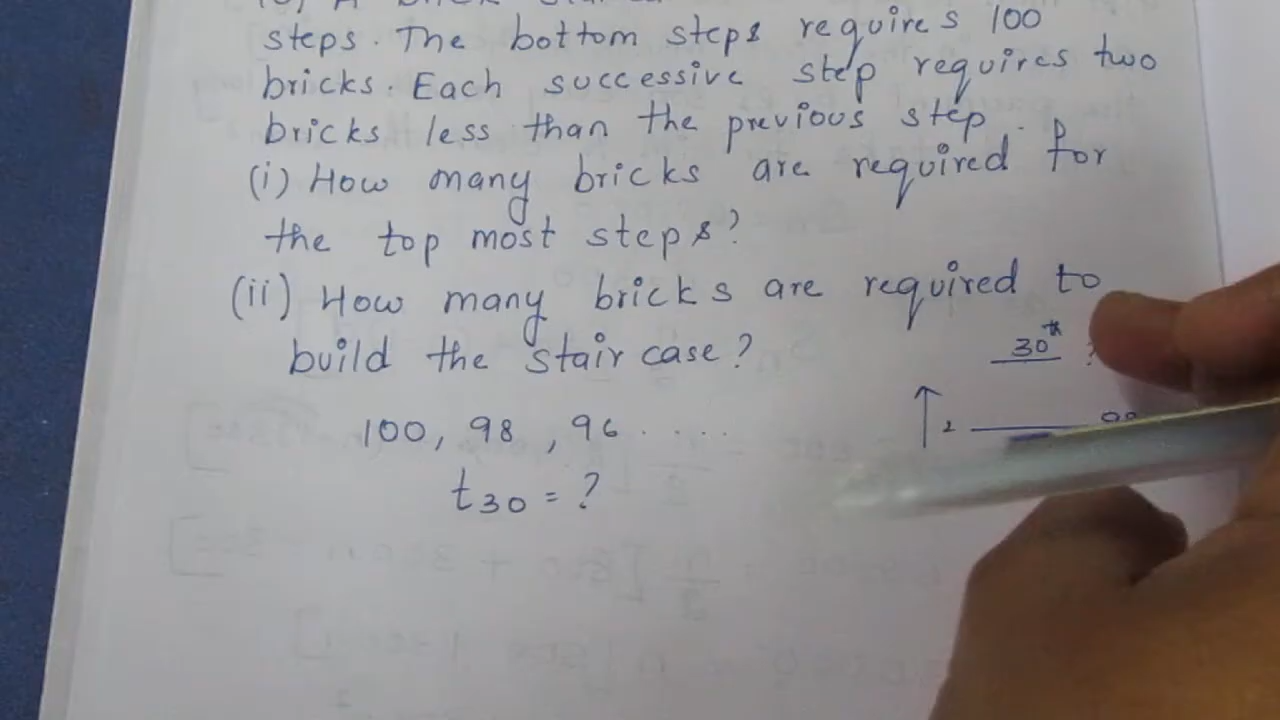 steps. The bottom steps requires 100
bricks. Each successive step requires two
bricks less than the previous step.
(i) How many bricks are required for
the top most steps?
(ii) How many bricks are required to
build the stair case?
30th ?
100, 98, 96 .....
2
t30 = ?